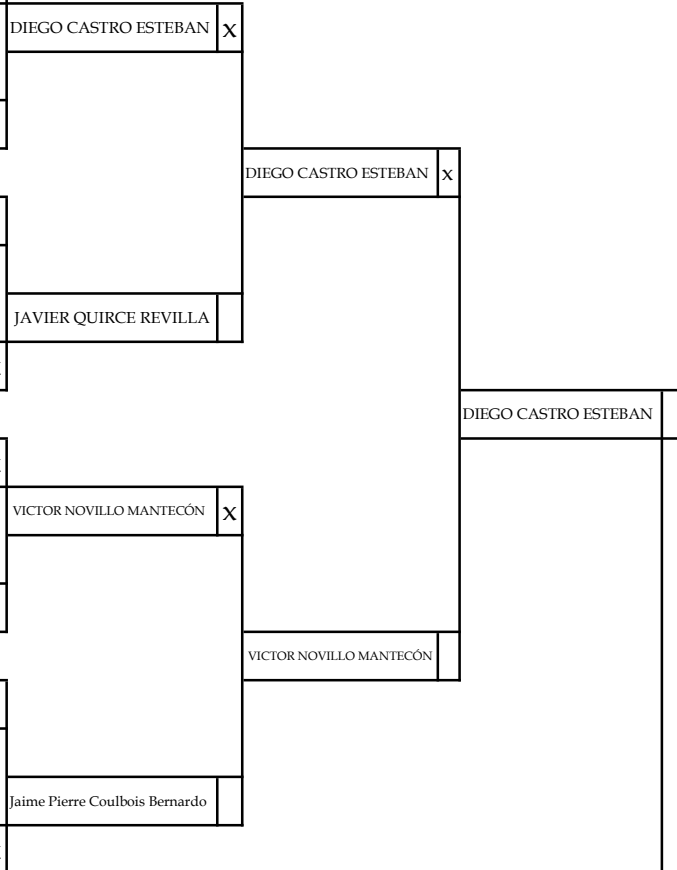 DIEGO CASTRO ESTEBAN X
DIEGO CASTRO ESTEBAN x
JAVIER QUIRCE REVILLA
DIEGO CASTRO ESTEBAN
VICTOR NOVILLO MANTECÓN X
VICTOR NOVILLO MANTECÓN
Jaime Pierre Coulbois Bernardo